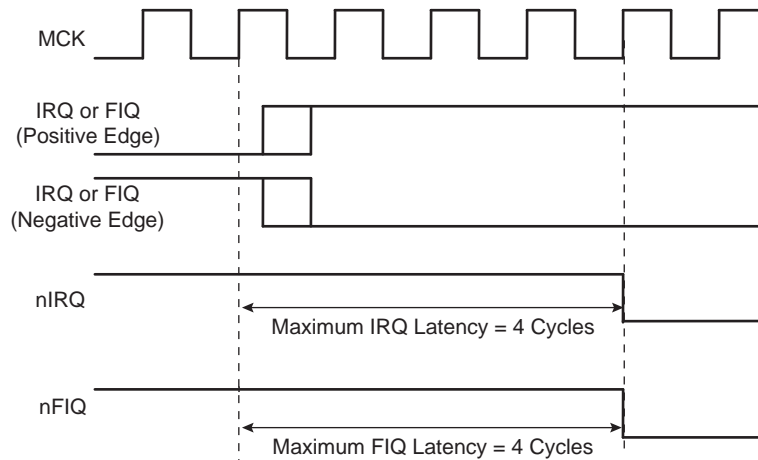 MCK
IRQ or FIQ
(Positive Edge)
IRQ or FIQ
(Negative Edge)
nIRQ
Maximum IRQ Latency = 4 Cycles
nFIQ
Maximum FIQ Latency = 4 Cycles